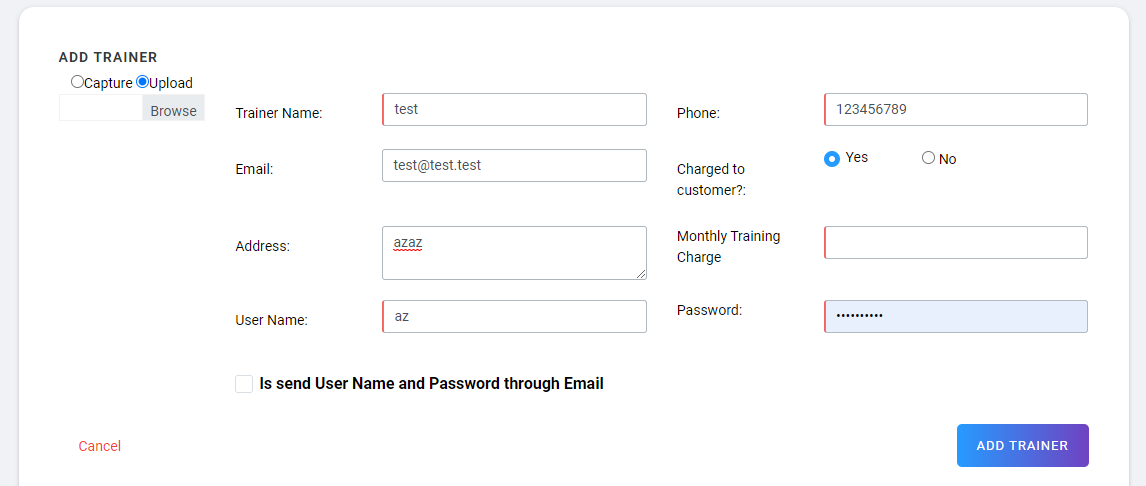 ADD TRAINER
Capture Upload
Browse
Trainer Name: test
Phone: 123456789
Email: test@test.test
Charged to
customer?: Yes No
Address: azaz
Monthly Training
Charge
User Name: az
Password: ••••••••••
Is send User Name and Password through Email
Cancel
ADD TRAINER